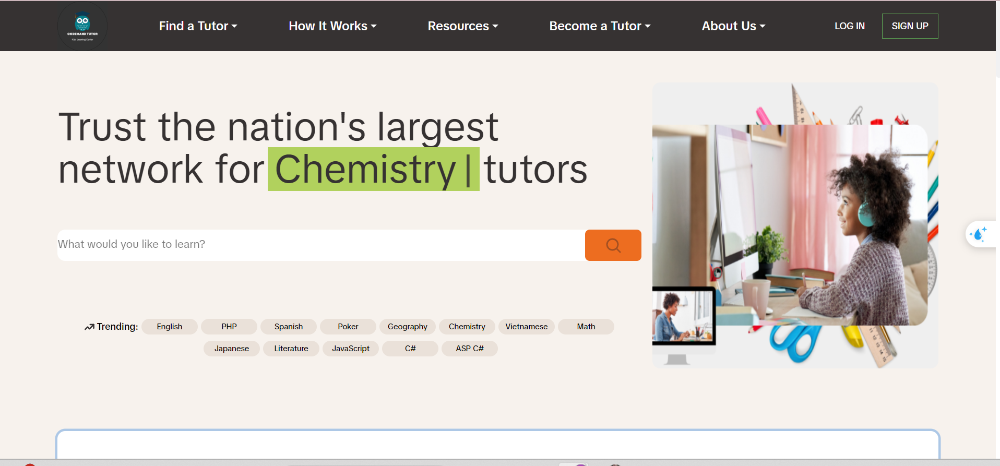 ON DEMAND TUTOR
Kids Learning Center
Find a Tutor
How It Works
Resources
Become a Tutor
About Us
LOG IN
SIGN UP
Trust the nation's largest
network for Chemistry | tutors
What would you like to learn?
Trending: English PHP Spanish Poker Geography Chemistry Vietnamese Math
Japanese Literature JavaScript C# ASP C#